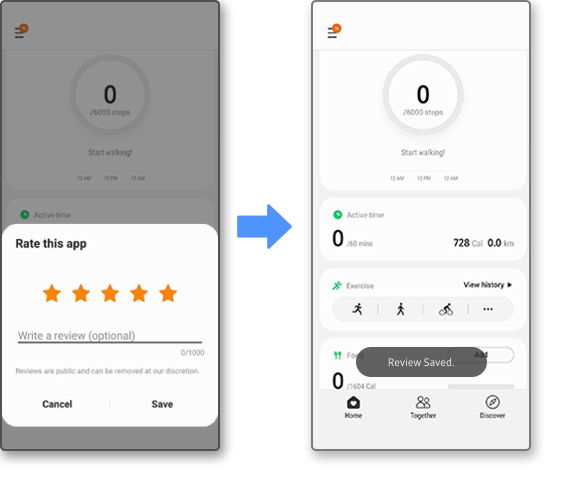 0
/6000 steps
Start walking!
12 AM 12 PM 12 AM
Active time
Rate this app
Write a review (optional)
0/1000
Reviews are public and can be removed at our discretion.
Cancel Save
0
/6000 steps
Start walking!
12 AM 12 PM 12 AM
Active time
0 /60 mins 728 Cal 0.0 km
Exercise View history
Add
Review Saved.
0 /1604 Cal
Home Together Discover